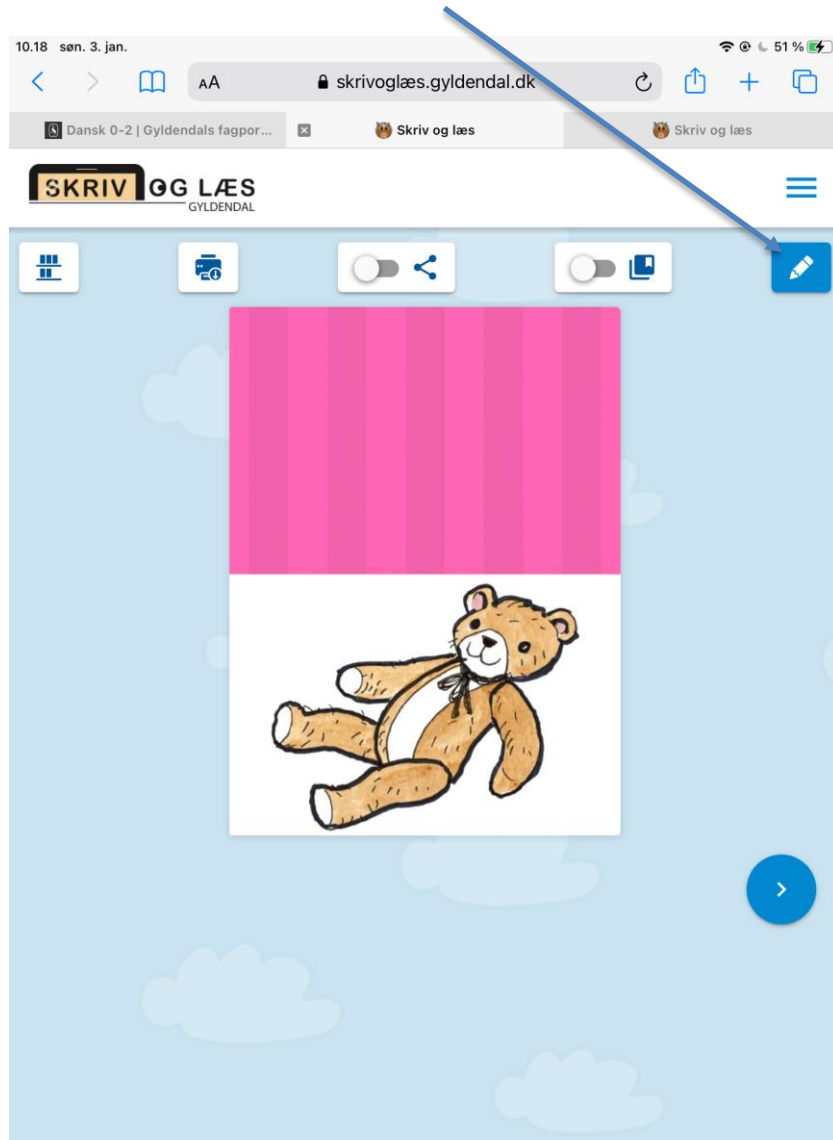 10.18 søn. 3. jan. 51 %
AA skrivoglæs.gyldendal.dk
Dansk 0-2 | Gyldendals fagpor... Skriv og læs Skriv og læs
SKRIV OG LÆS
GYLDENDAL